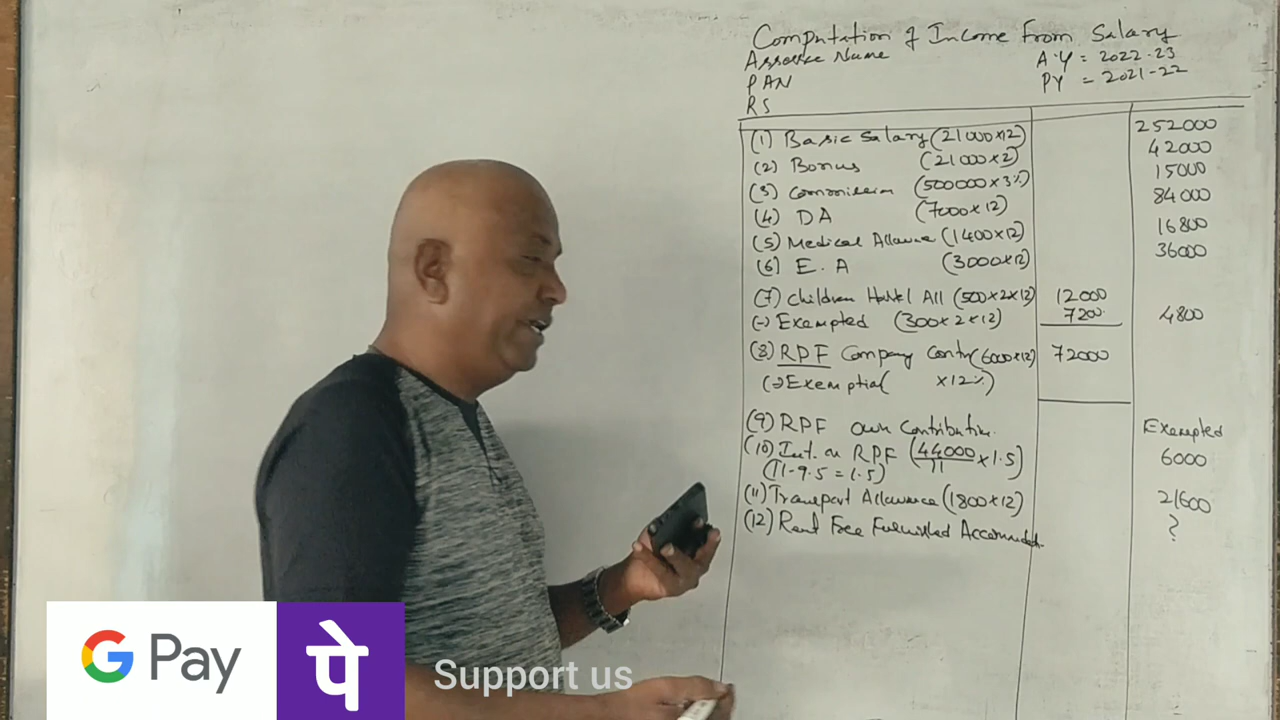 Computation of Income From Salary
Assessee Name A.Y = 2022-23
PAN PY = 2021-22
RS
(1) Basic Salary (21000×12) 252000
(2) Bonus (21000×2) 42000
(3) Commission (500000×3%) 15000
(4) DA (7000×12) 84000
(5) Medical Allowance (1400×12) 16800
(6) E.A (3000×12) 36000
(7) Children Hostel All (500×2×12) 12000
(-) Exempted (300×2×12) 7200 4800
(8) RPF Company Contr (6000×12) 72000
(-) Exemption ( ×12%)
(9) RPF Own Contribution. Exempted
(10) Int. on RPF (44000/11 ×1.5) 6000
(11-9.5=1.5)
(11) Transport Allowance (1800×12) 21600
(12) Rent Free Furnished Accommodation. ?
G Pay
पे
Support us